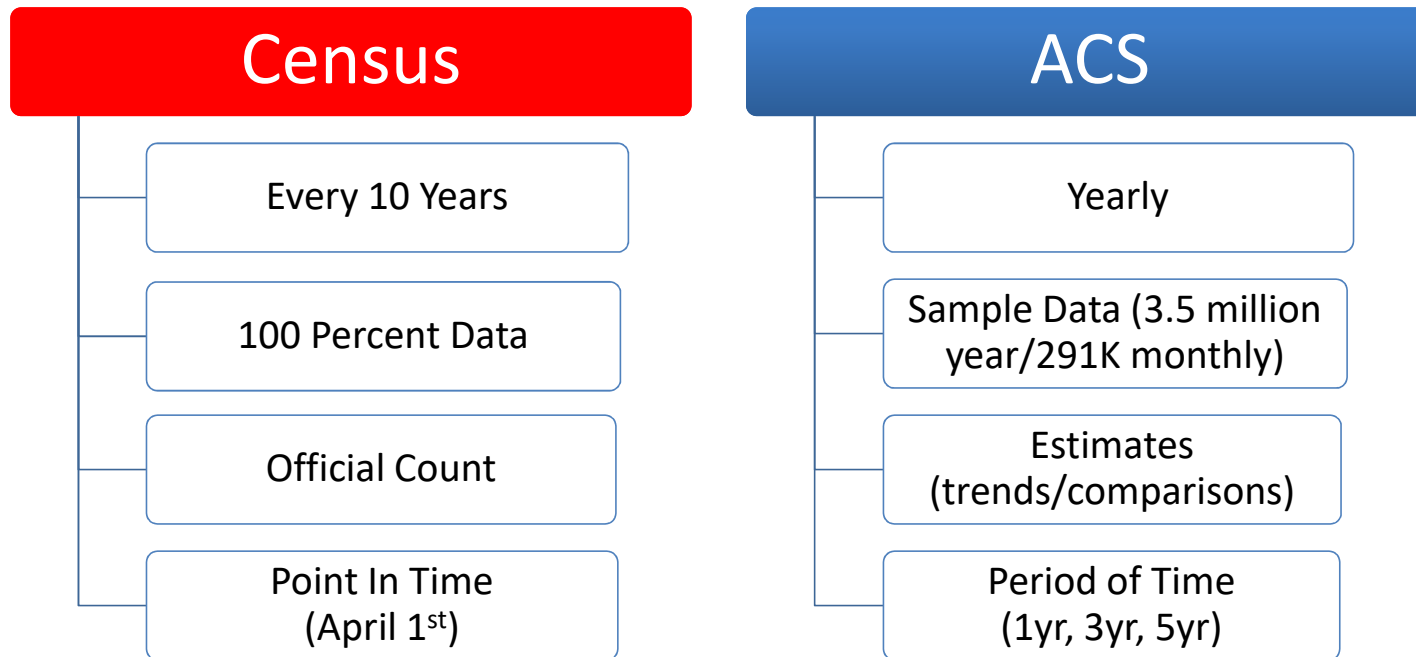 Census
Every 10 Years
100 Percent Data
Official Count
Point In Time
(April 1st)
ACS
Yearly
Sample Data (3.5 million
year/291K monthly)
Estimates
(trends/comparisons)
Period of Time
(1yr, 3yr, 5yr)